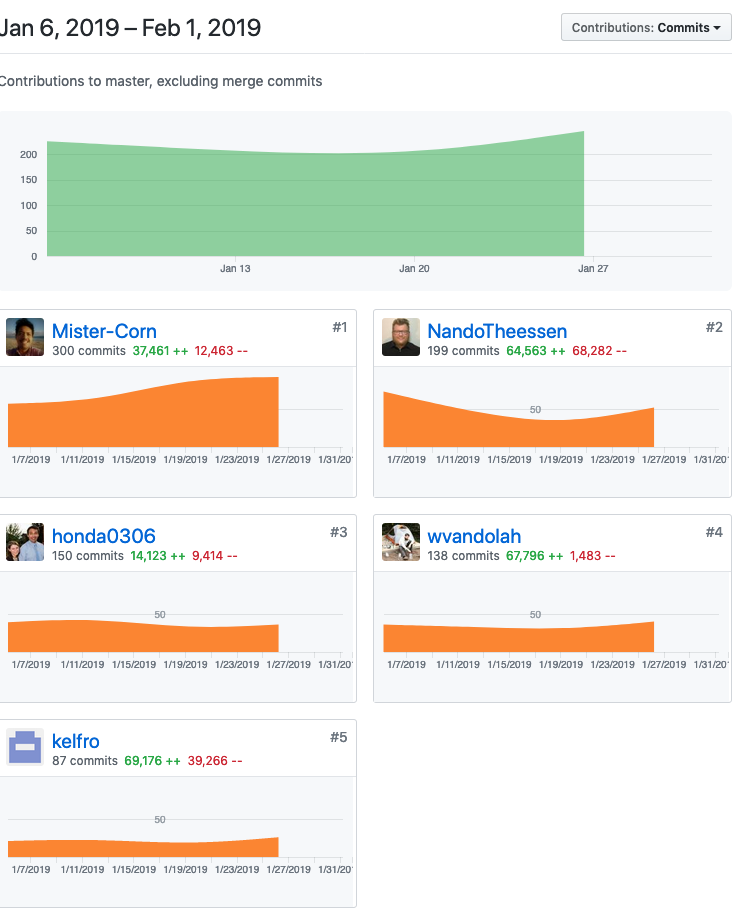 Jan 6, 2019 – Feb 1, 2019
Contributions: Commits
Contributions to master, excluding merge commits
200
150
100
50
0
Jan 13 Jan 20 Jan 27
Mister-Corn #1
300 commits 37,461 ++ 12,463 --
1/7/2019 1/11/2019 1/15/2019 1/19/2019 1/23/2019 1/27/2019 1/31/20
NandoTheessen #2
199 commits 64,563 ++ 68,282 --
50
1/7/2019 1/11/2019 1/15/2019 1/19/2019 1/23/2019 1/27/2019 1/31/20
honda0306 #3
150 commits 14,123 ++ 9,414 --
50
1/7/2019 1/11/2019 1/15/2019 1/19/2019 1/23/2019 1/27/2019 1/31/20
wvandolah #4
138 commits 67,796 ++ 1,483 --
50
1/7/2019 1/11/2019 1/15/2019 1/19/2019 1/23/2019 1/27/2019 1/31/20
kelfro #5
87 commits 69,176 ++ 39,266 --
50
1/7/2019 1/11/2019 1/15/2019 1/19/2019 1/23/2019 1/27/2019 1/31/20